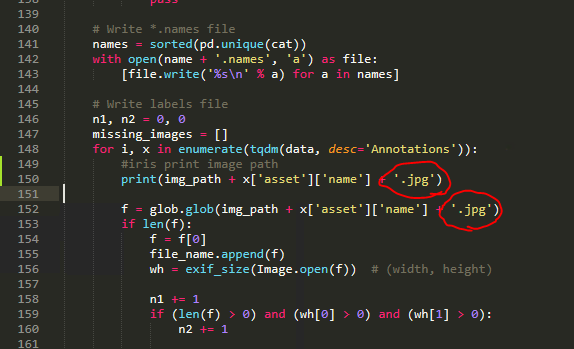 138 pass
139
140 # Write *.names file
141 names = sorted(pd.unique(cat))
142 with open(name + '.names', 'a') as file:
143 [file.write('%s\n' % a) for a in names]
144
145 # Write labels file
146 n1, n2 = 0, 0
147 missing_images = []
148 for i, x in enumerate(tqdm(data, desc='Annotations')):
149 #iris print image path
150 print(img_path + x['asset']['name'] + '.jpg')
151
152 f = glob.glob(img_path + x['asset']['name'] + '.jpg')
153 if len(f):
154 f = f[0]
155 file_name.append(f)
156 wh = exif_size(Image.open(f)) # (width, height)
157
158 n1 += 1
159 if (len(f) > 0) and (wh[0] > 0) and (wh[1] > 0):
160 n2 += 1
161